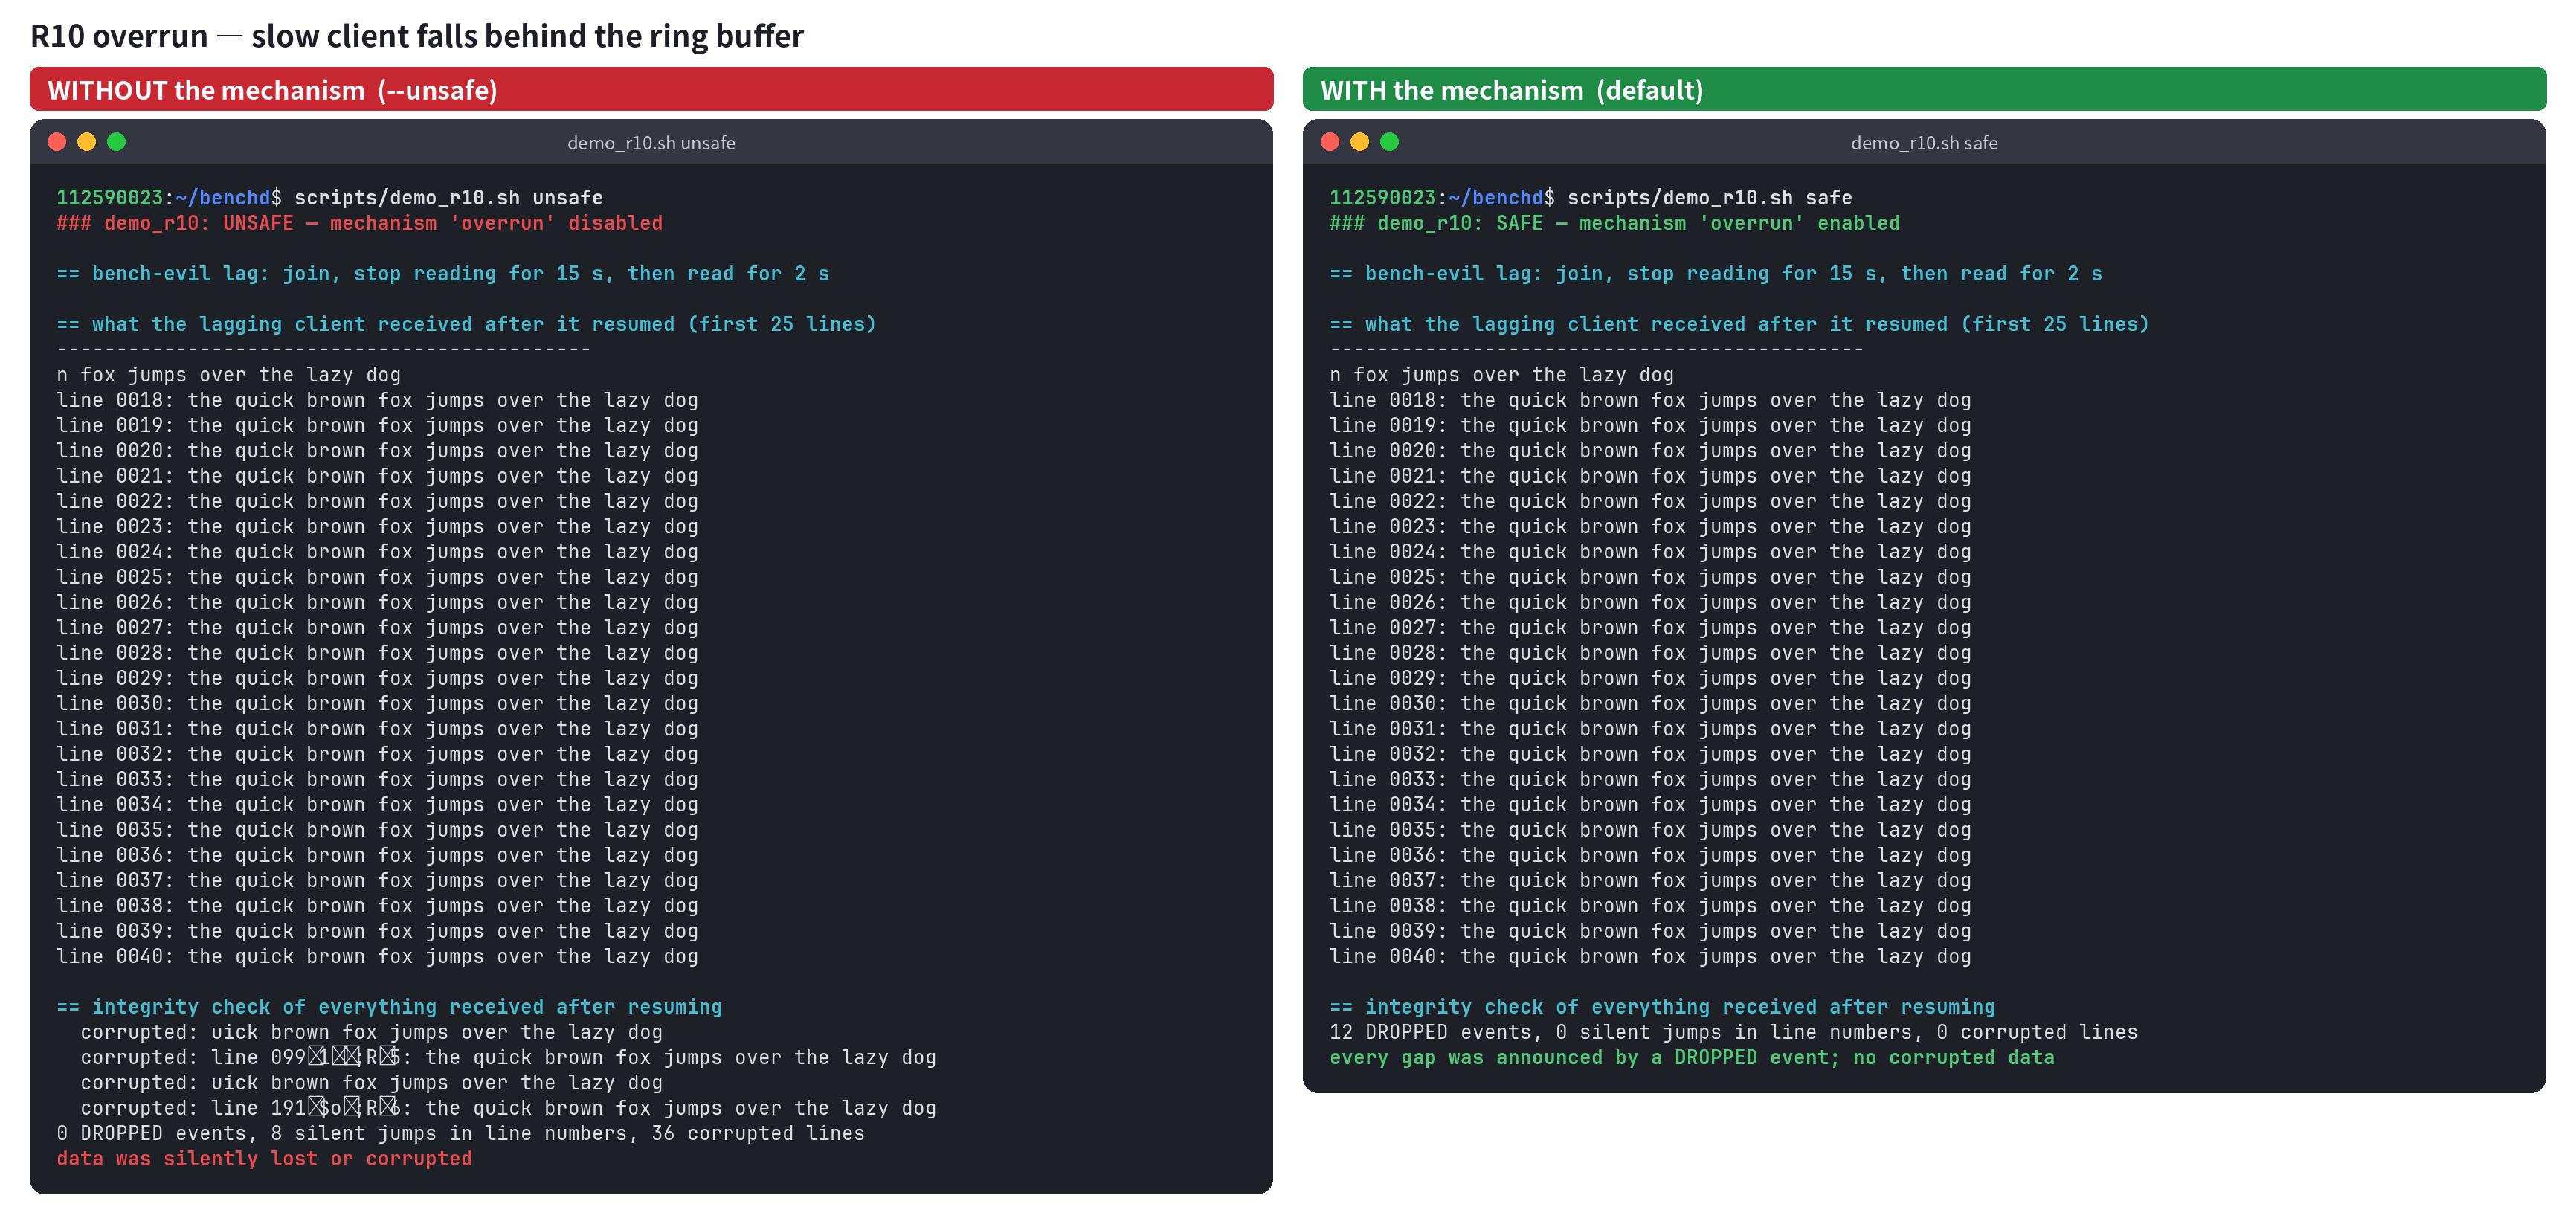 R10 overrun — slow client falls behind the ring buffer
WITHOUT the mechanism (--unsafe)
demo_r10.sh unsafe
112590023:~/benchd$ scripts/demo_r10.sh unsafe
### demo_r10: UNSAFE — mechanism 'overrun' disabled
== bench-evil lag: join, stop reading for 15 s, then read for 2 s
== what the lagging client received after it resumed (first 25 lines)
---------------------------------------------
n fox jumps over the lazy dog
line 0018: the quick brown fox jumps over the lazy dog
line 0019: the quick brown fox jumps over the lazy dog
line 0020: the quick brown fox jumps over the lazy dog
line 0021: the quick brown fox jumps over the lazy dog
line 0022: the quick brown fox jumps over the lazy dog
line 0023: the quick brown fox jumps over the lazy dog
line 0024: the quick brown fox jumps over the lazy dog
line 0025: the quick brown fox jumps over the lazy dog
line 0026: the quick brown fox jumps over the lazy dog
line 0027: the quick brown fox jumps over the lazy dog
line 0028: the quick brown fox jumps over the lazy dog
line 0029: the quick brown fox jumps over the lazy dog
line 0030: the quick brown fox jumps over the lazy dog
line 0031: the quick brown fox jumps over the lazy dog
line 0032: the quick brown fox jumps over the lazy dog
line 0033: the quick brown fox jumps over the lazy dog
line 0034: the quick brown fox jumps over the lazy dog
line 0035: the quick brown fox jumps over the lazy dog
line 0036: the quick brown fox jumps over the lazy dog
line 0037: the quick brown fox jumps over the lazy dog
line 0038: the quick brown fox jumps over the lazy dog
line 0039: the quick brown fox jumps over the lazy dog
line 0040: the quick brown fox jumps over the lazy dog
== integrity check of everything received after resuming
corrupted: uick brown fox jumps over the lazy dog
corrupted: line 099 : the quick brown fox jumps over the lazy dog
corrupted: uick brown fox jumps over the lazy dog
corrupted: line 191 : the quick brown fox jumps over the lazy dog
0 DROPPED events, 8 silent jumps in line numbers, 36 corrupted lines
data was silently lost or corrupted
WITH the mechanism (default)
demo_r10.sh safe
112590023:~/benchd$ scripts/demo_r10.sh safe
### demo_r10: SAFE — mechanism 'overrun' enabled
== bench-evil lag: join, stop reading for 15 s, then read for 2 s
== what the lagging client received after it resumed (first 25 lines)
---------------------------------------------
n fox jumps over the lazy dog
line 0018: the quick brown fox jumps over the lazy dog
line 0019: the quick brown fox jumps over the lazy dog
line 0020: the quick brown fox jumps over the lazy dog
line 0021: the quick brown fox jumps over the lazy dog
line 0022: the quick brown fox jumps over the lazy dog
line 0023: the quick brown fox jumps over the lazy dog
line 0024: the quick brown fox jumps over the lazy dog
line 0025: the quick brown fox jumps over the lazy dog
line 0026: the quick brown fox jumps over the lazy dog
line 0027: the quick brown fox jumps over the lazy dog
line 0028: the quick brown fox jumps over the lazy dog
line 0029: the quick brown fox jumps over the lazy dog
line 0030: the quick brown fox jumps over the lazy dog
line 0031: the quick brown fox jumps over the lazy dog
line 0032: the quick brown fox jumps over the lazy dog
line 0033: the quick brown fox jumps over the lazy dog
line 0034: the quick brown fox jumps over the lazy dog
line 0035: the quick brown fox jumps over the lazy dog
line 0036: the quick brown fox jumps over the lazy dog
line 0037: the quick brown fox jumps over the lazy dog
line 0038: the quick brown fox jumps over the lazy dog
line 0039: the quick brown fox jumps over the lazy dog
line 0040: the quick brown fox jumps over the lazy dog
== integrity check of everything received after resuming
12 DROPPED events, 0 silent jumps in line numbers, 0 corrupted lines
every gap was announced by a DROPPED event; no corrupted data